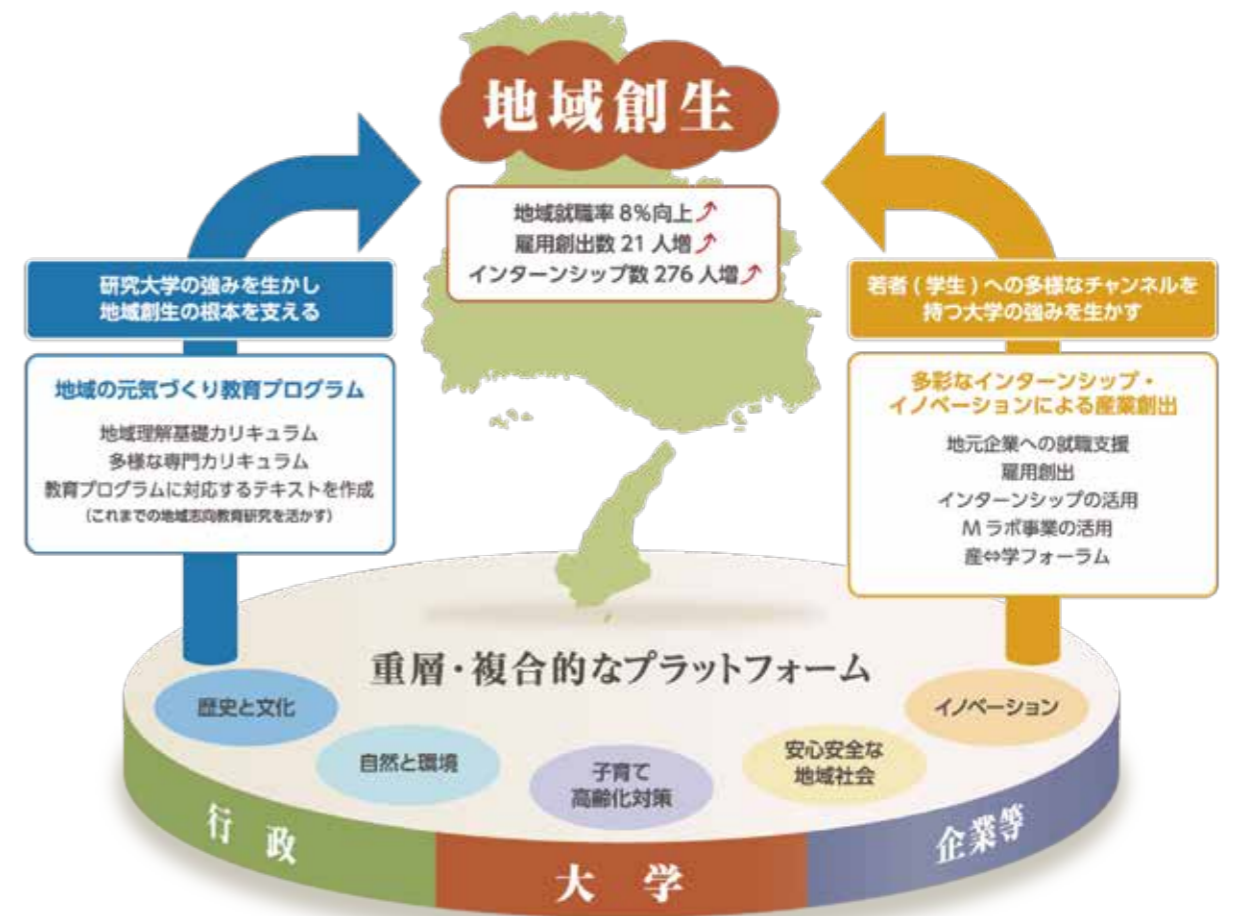 地域創生
地域就職率 8%向上
雇用創出数 21 人増
インターンシップ数 276 人増
研究大学の強みを生かし
地域創生の根本を支える
地域の元気づくり教育プログラム
地域理解基礎カリキュラム
多様な専門カリキュラム
教育プログラムに対応するテキストを作成
(これまでの地域志向教育研究を活かす)
若者(学生)への多様なチャンネルを
持つ大学の強みを生かす
多彩なインターンシップ・
イノベーションによる産業創出
地元企業への就職支援
雇用創出
インターンシップの活用
M ラボ事業の活用
産⇔学フォーラム
重層・複合的なプラットフォーム
歴史と文化
自然と環境
子育て
高齢化対策
安心安全な
地域社会
イノベーション
行政
大学
企業等